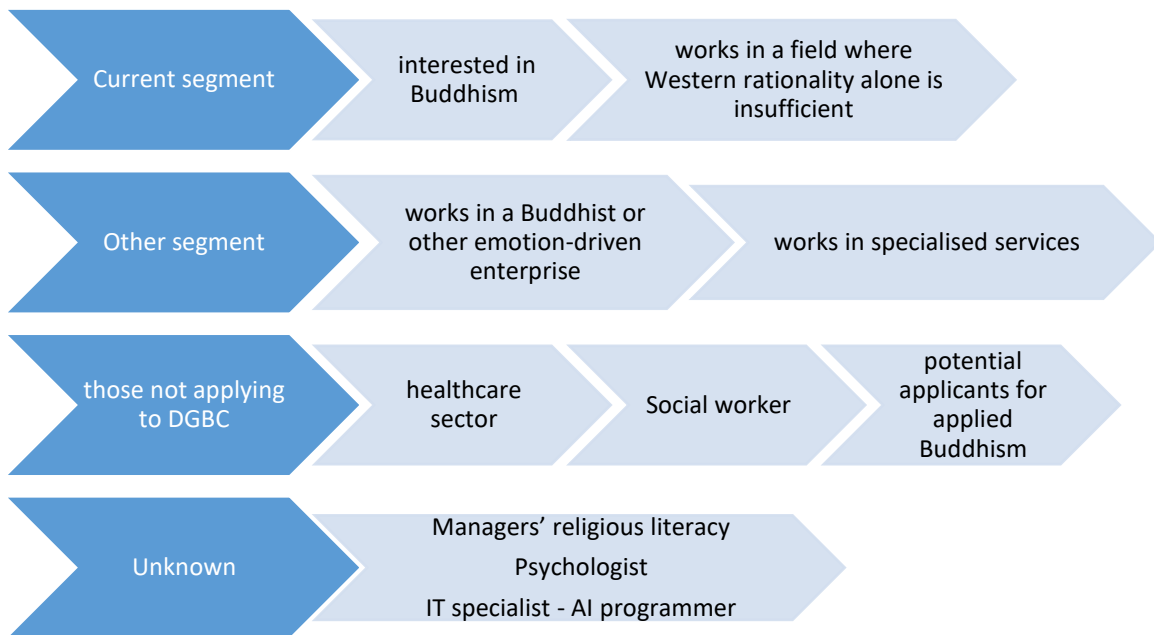 Current segment
interested in
Buddhism
works in a field where
Western rationality alone is
insufficient
Other segment
works in a Buddhist or
other emotion-driven
enterprise
works in specialised services
those not applying
to DGBC
healthcare
sector
Social worker
potential
applicants for
applied
Buddhism
Unknown
Managers’ religious literacy
Psychologist
IT specialist - AI programmer